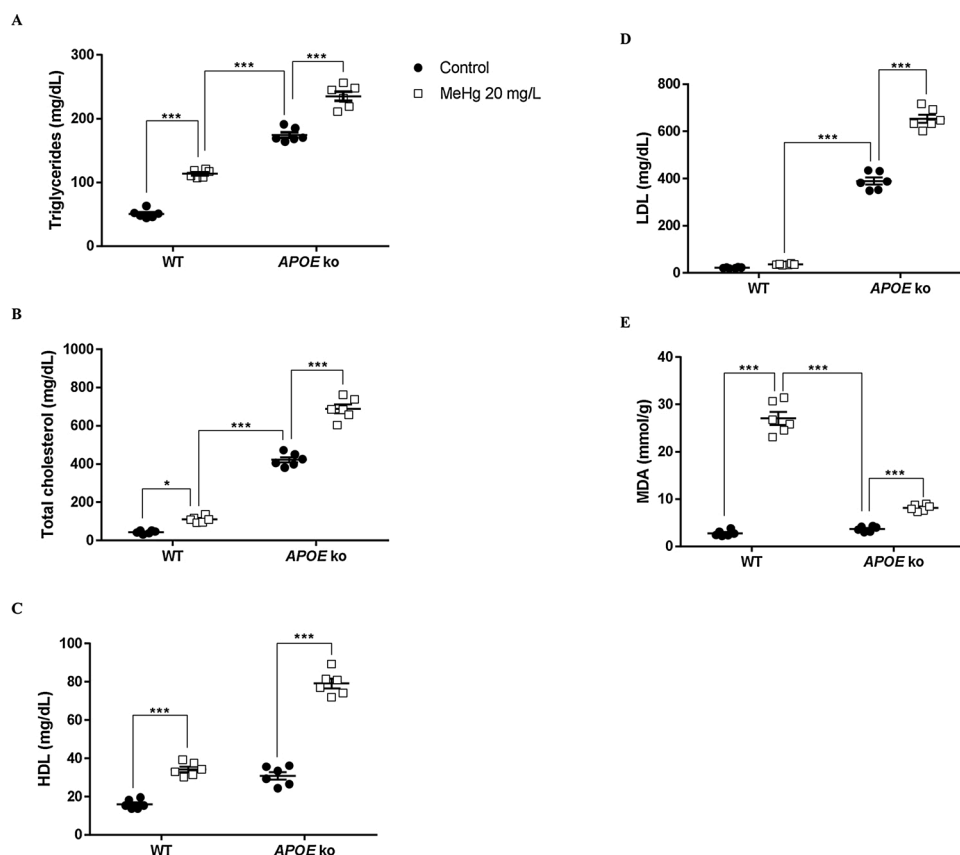 A
Triglycerides (mg/dL)
300
200
100
0
***
***
***
WT
APOE ko
Control
MeHg 20 mg/L
B
Total cholesterol (mg/dL)
1000
800
600
400
200
0
*
***
***
WT
APOE ko
C
HDL (mg/dL)
100
80
60
40
20
0
***
***
WT
APOE ko
D
LDL (mg/dL)
800
600
400
200
0
***
***
WT
APOE ko
E
MDA (mmol/g)
40
30
20
10
0
***
***
***
WT
APOE ko